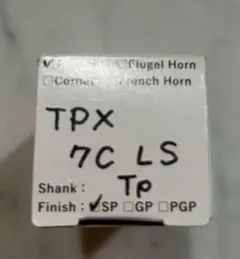 ☐Flugel Horn
☐Cornet ☐French Horn
TPX
7C LS
Shank: Tp
Finish: ☑SP ☐GP ☐PGP